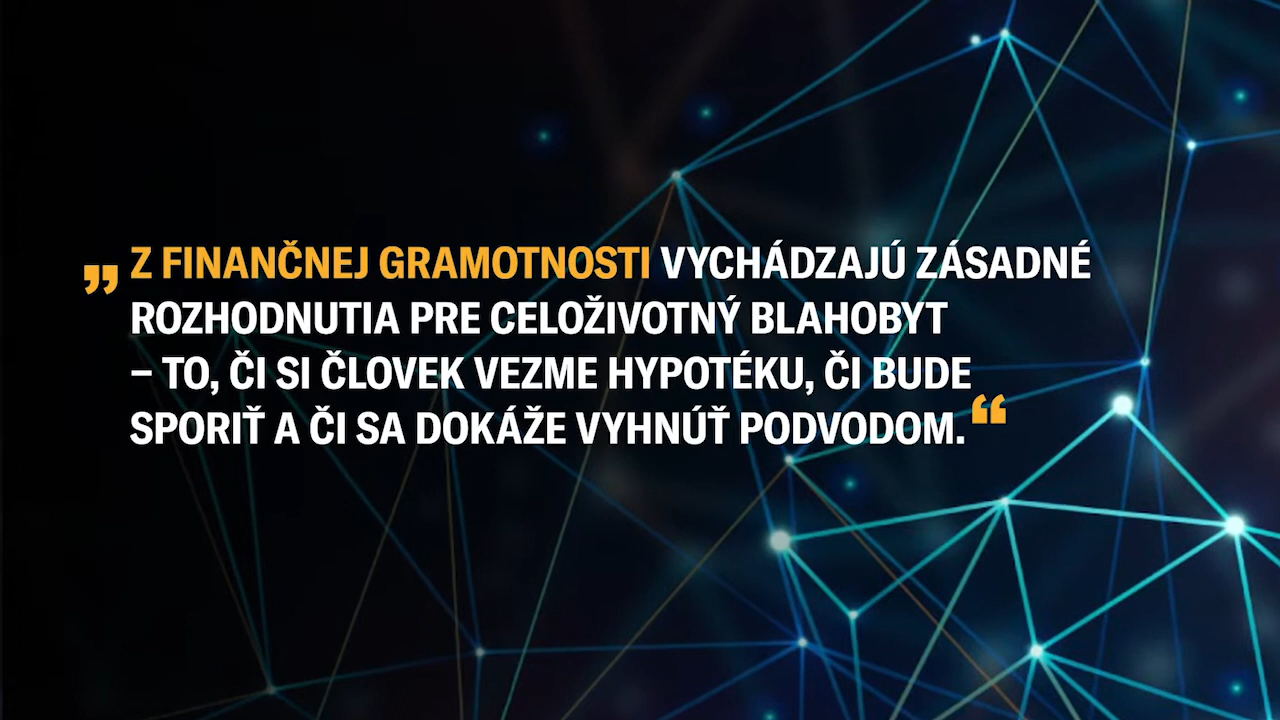 „Z FINANČNEJ GRAMOTNOSTI VYCHÁDZAJÚ ZÁSADNÉ
ROZHODNUTIA PRE CELOŽIVOTNÝ BLAHOBYT
– TO, ČI SI ČLOVEK VEZME HYPOTÉKU, ČI BUDE
SPORIŤ A ČI SA DOKÁŽE VYHNÚŤ PODVODOM.“